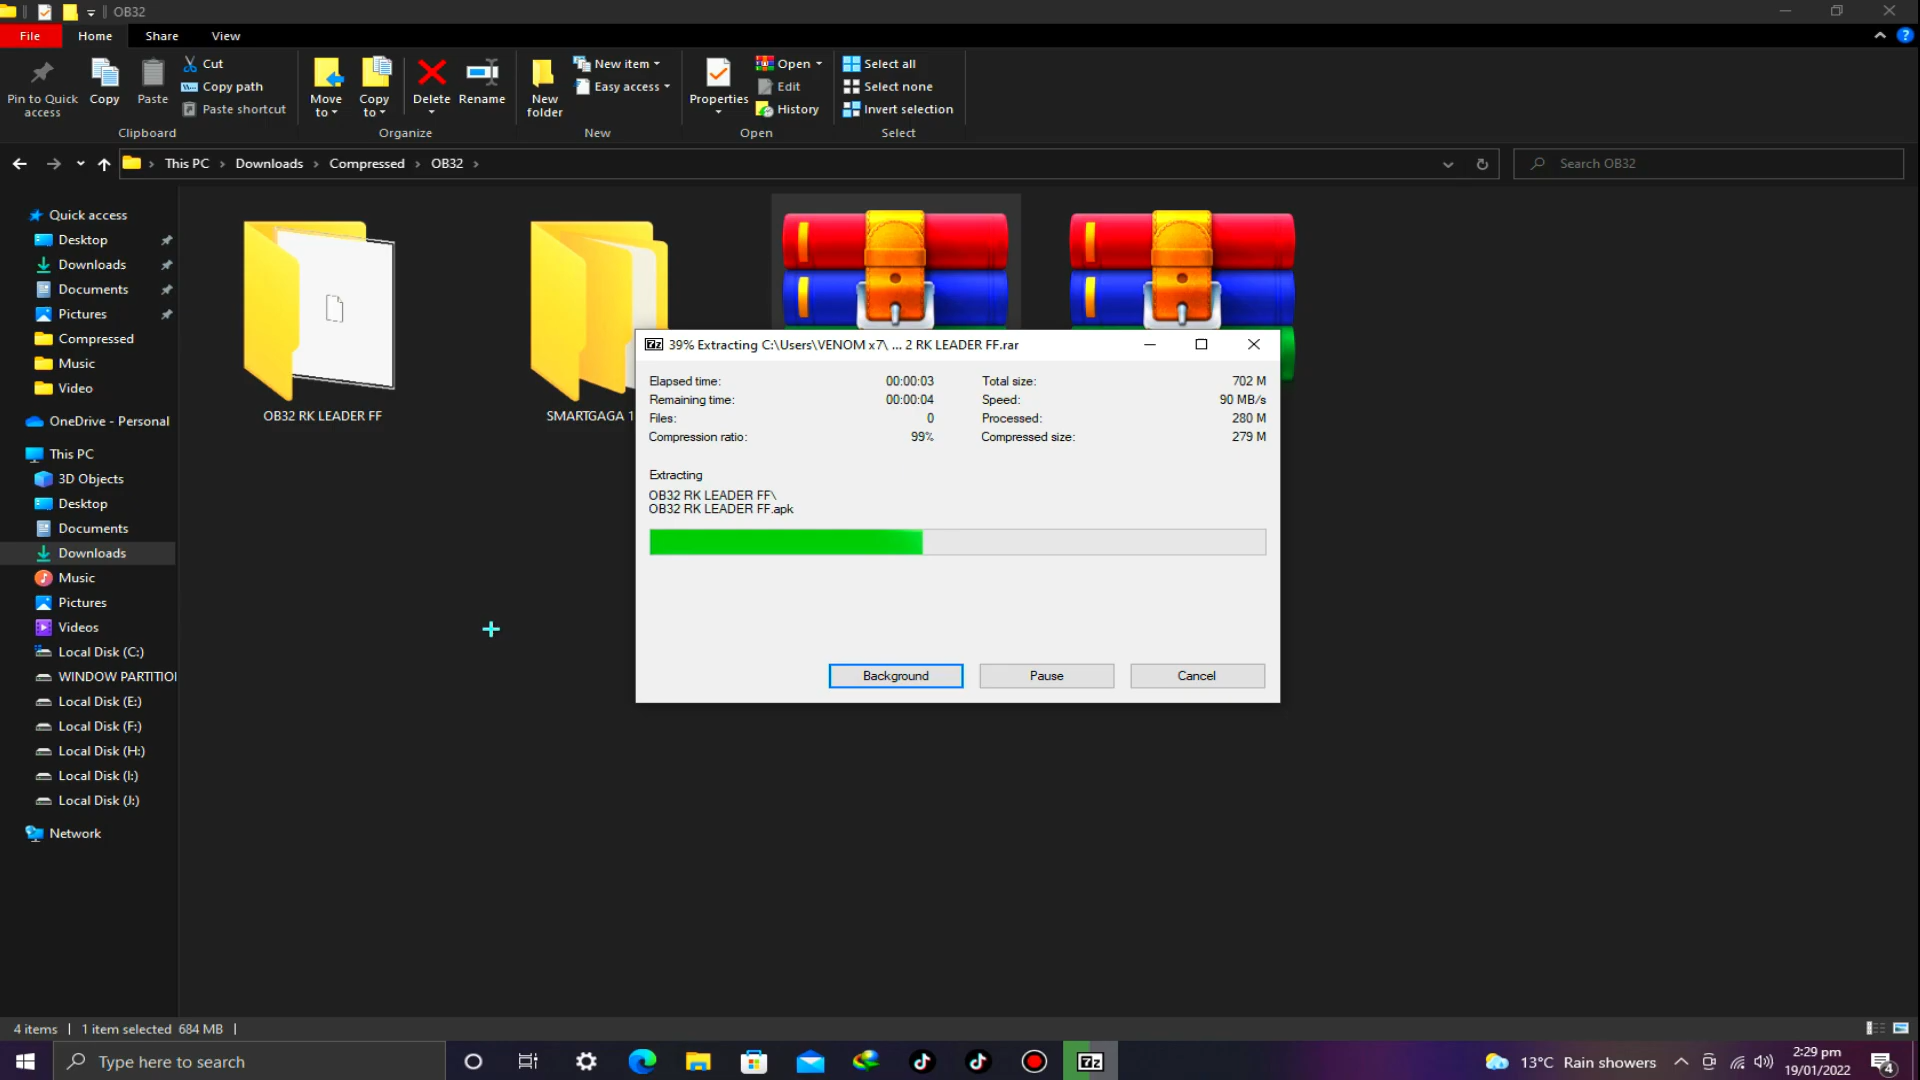 OB32
File Home Share View
Pin to Quick access
Copy
Paste
Cut
Copy path
Paste shortcut
Clipboard
Move to
Copy to
Delete
Rename
Organize
New folder
New item
Easy access
New
Properties
Open
Edit
History
Open
Select all
Select none
Invert selection
Select
This PC > Downloads > Compressed > OB32 >
Search OB32
Quick access
Desktop
Downloads
Documents
Pictures
Compressed
Music
Video
OneDrive - Personal
This PC
3D Objects
Desktop
Documents
Downloads
Music
Pictures
Videos
Local Disk (C:)
WINDOW PARTITIO
Local Disk (E:)
Local Disk (F:)
Local Disk (H:)
Local Disk (I:)
Local Disk (J:)
Network
OB32 RK LEADER FF
SMARTGAGA 1
7z 39% Extracting C:\Users\VENOM x7\ ... 2 RK LEADER FF.rar
Elapsed time: 00:00:03 Total size: 702 M
Remaining time: 00:00:04 Speed: 90 MB/s
Files: 0 Processed: 280 M
Compression ratio: 99% Compressed size: 279 M
Extracting
OB32 RK LEADER FF\
OB32 RK LEADER FF.apk
Background Pause Cancel
4 items 1 item selected 684 MB
Type here to search
7z
13°C Rain showers
2:29 pm
19/01/2022
4